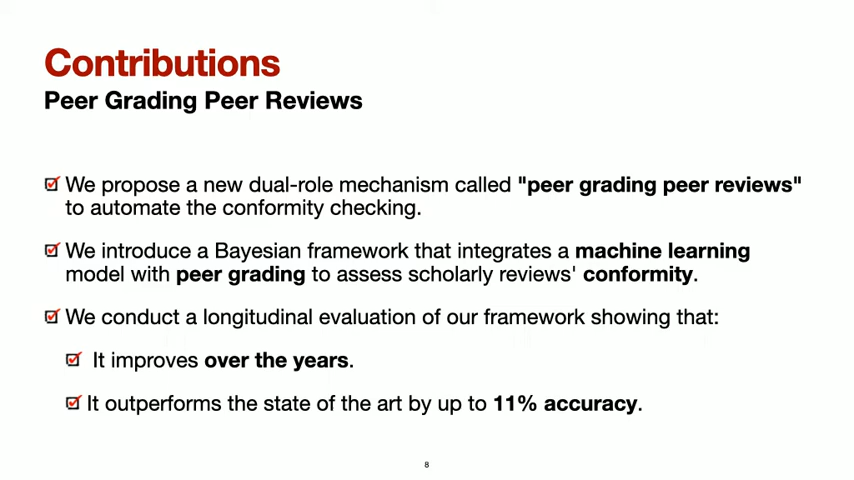 Contributions
Peer Grading Peer Reviews
We propose a new dual-role mechanism called "peer grading peer reviews"
to automate the conformity checking.
We introduce a Bayesian framework that integrates a machine learning
model with peer grading to assess scholarly reviews' conformity.
We conduct a longitudinal evaluation of our framework showing that:
It improves over the years.
It outperforms the state of the art by up to 11% accuracy.
8